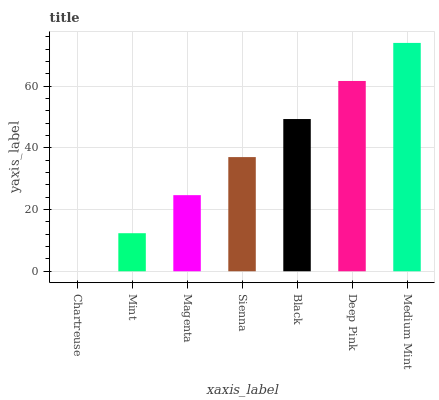 title
yaxis_label
60
40
20
0
Chartreuse
Mint
Magenta
Sienna
Black
Deep Pink
Medium Mint
xaxis_label